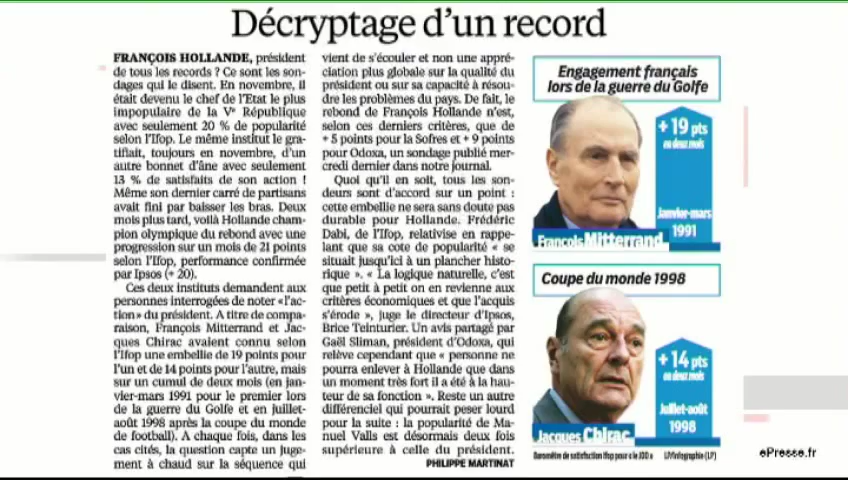 Décryptage d'un record
FRANÇOIS HOLLANDE, président
de tous les records ? Ce sont les son-
dages qui le disent. En novembre, il
était devenu le chef de l'Etat le plus
impopulaire de la Ve République
avec seulement 20 % de popularité
selon l'Ifop. Le même institut le gra-
tifiait, toujours en novembre, d'un
autre bonnet d'âne avec seulement
13 % de satisfaits de son action !
Même son dernier carré de partisans
avait fini par baisser les bras. Deux
mois plus tard, voilà Hollande cham-
pion olympique du rebond avec une
progression sur un mois de 21 points
selon l'Ifop, performance confirmée
par Ipsos (+ 20).
Ces deux instituts demandent aux
personnes interrogées de noter « l'ac-
tion» du président. A titre de compa-
raison, François Mitterrand et Jac-
ques Chirac avaient connu selon
l'Ifop une embellie de 19 points pour
l'un et de 14 points pour l'autre, mais
sur un cumul de deux mois (en jan-
vier-mars 1991 pour le premier lors
de la guerre du Golfe et en juillet-
août 1998 après la coupe du monde
de football). A chaque fois, dans les
cas cités, la question capte un juge-
ment à chaud sur la séquence qui
vient de s'écouler et non une appré-
ciation plus globale sur la qualité du
président ou sur sa capacité à résou-
dre les problèmes du pays. De fait, le
rebond de François Hollande n'est,
selon ces derniers critères, que de
+ 5 points pour la Sofres et + 9 points
pour Odoxa, un sondage publié mer-
credi dernier dans notre journal.
Quoi qu'il en soit, tous les son-
deurs sont d'accord sur un point :
cette embellie ne sera sans doute pas
durable pour Hollande. Frédéric
Dabi, de l'Ifop, relativise en rappe-
lant que sa cote de popularité « se
situait jusqu'ici à un plancher histo-
rique ». « La logique naturelle, c'est
que petit à petit on en revienne aux
critères économiques et que l'acquis
s'érode », juge le directeur d'Ipsos,
Brice Teinturier. Un avis partagé par
Gaël Sliman, président d'Odoxa, qui
relève cependant que « personne ne
pourra enlever à Hollande que dans
un moment très fort il a été à la hau-
teur de sa fonction ». Reste un autre
différenciel qui pourrait peser lourd
pour la suite : la popularité de Ma-
nuel Valls est désormais deux fois
supérieure à celle du président.
PHILIPPE MARTINAT
Engagement français
lors de la guerre du Golfe
+ 19 pts
en deux mois
Janvier-mars
1991
François Mitterrand
Coupe du monde 1998
+ 14 pts
en deux mois
Juillet-août
1998
Jacques Chirac
Baromètre de satisfaction Ifop pour « le JDD »
LP/Infographie (LP)
ePresse.fr